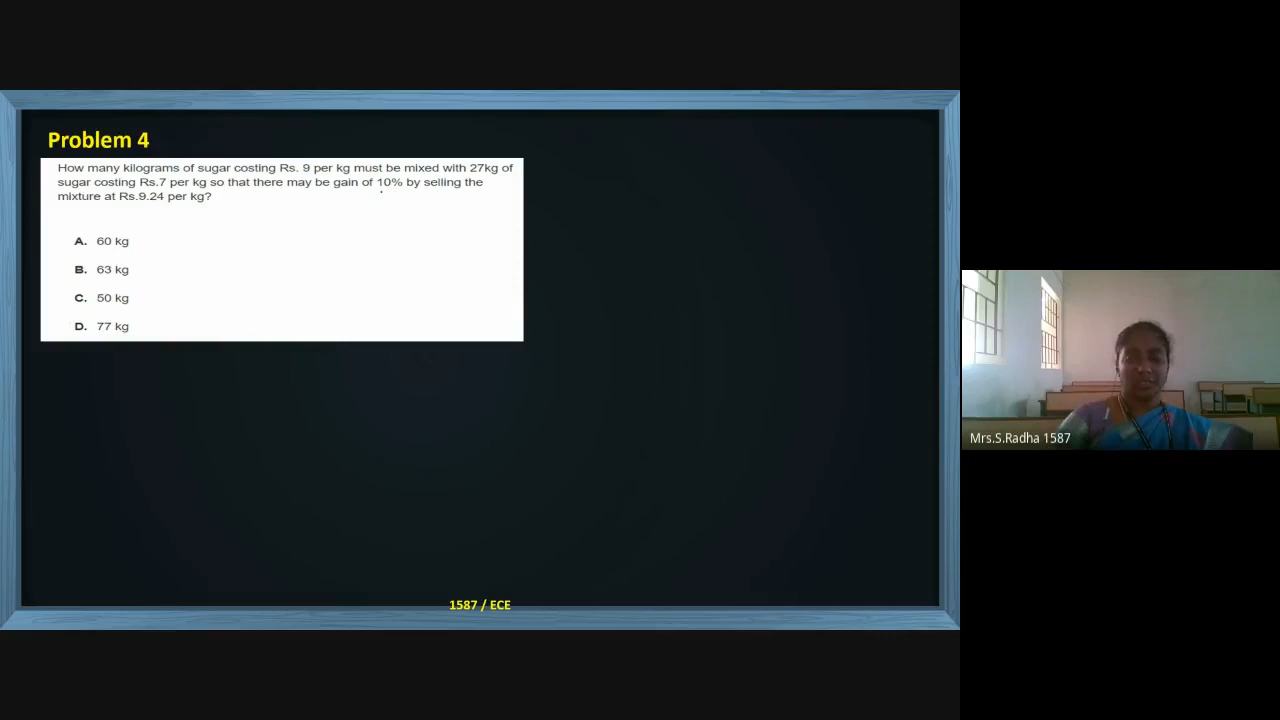 Problem 4
How many kilograms of sugar costing Rs. 9 per kg must be mixed with 27kg of
sugar costing Rs.7 per kg so that there may be gain of 10% by selling the
mixture at Rs.9.24 per kg?
A. 60 kg
B. 63 kg
C. 50 kg
D. 77 kg
1587 / ECE
Mrs.S.Radha 1587